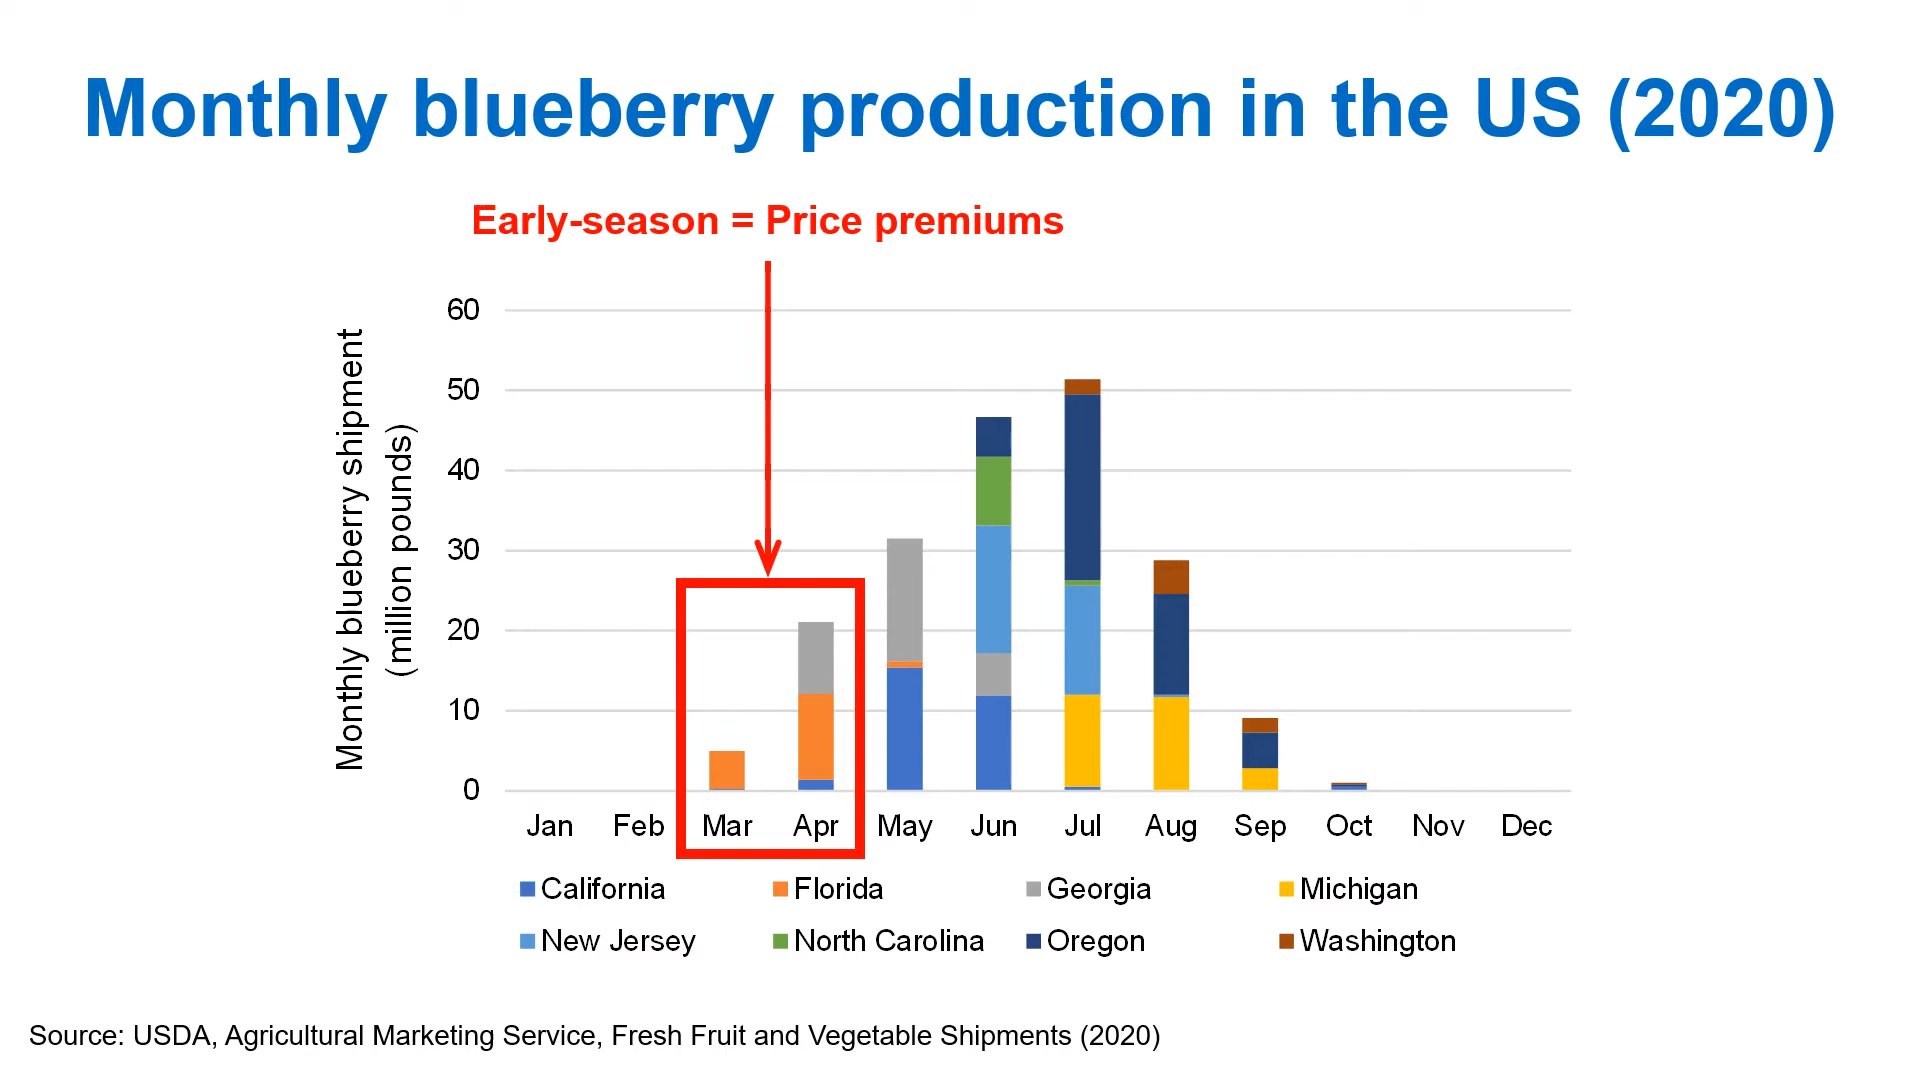 Monthly blueberry production in the US (2020)
Early-season = Price premiums
Monthly blueberry shipment
(million pounds)
60
50
40
30
20
10
0
Jan Feb Mar Apr May Jun Jul Aug Sep Oct Nov Dec
California Florida Georgia Michigan
New Jersey North Carolina Oregon Washington
Source: USDA, Agricultural Marketing Service, Fresh Fruit and Vegetable Shipments (2020)